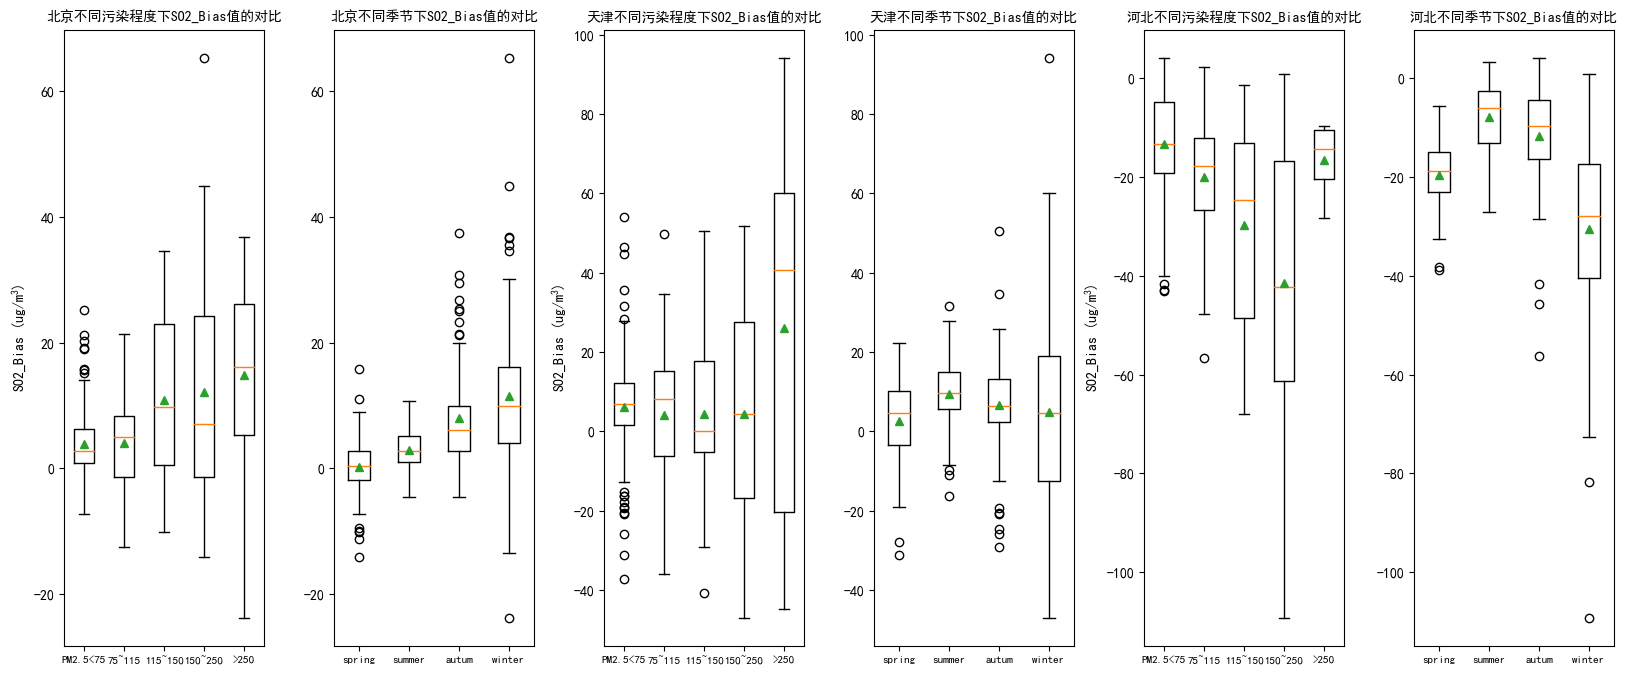 北京不同污染程度下SO2_Bias值的对比
SO2_Bias (ug/m³)
60
40
20
0
−20
PM2.5<75 75~115 115~150 150~250 >250
北京不同季节下SO2_Bias值的对比
60
40
20
0
−20
spring summer autum winter
天津不同污染程度下SO2_Bias值的对比
SO2_Bias (ug/m³)
100
80
60
40
20
0
−20
−40
PM2.5<75 75~115 115~150 150~250 >250
天津不同季节下SO2_Bias值的对比
100
80
60
40
20
0
−20
−40
spring summer autum winter
河北不同污染程度下SO2_Bias值的对比
SO2_Bias (ug/m³)
0
−20
−40
−60
−80
−100
PM2.5<75 75~115 115~150 150~250 >250
河北不同季节下SO2_Bias值的对比
0
−20
−40
−60
−80
−100
spring summer autum winter